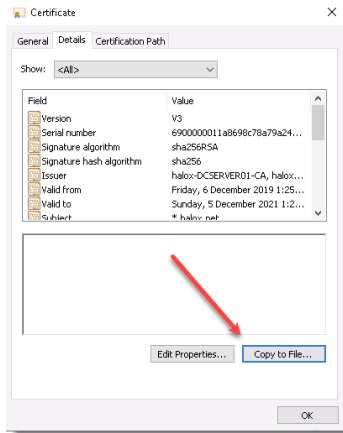 Certificate
General Details Certification Path
Show: <All>
Field Value
Version V3
Serial number 6900000011a8698c78a79a24...
Signature algorithm sha256RSA
Signature hash algorithm sha256
Issuer halox-DCSERVER01-CA, halox...
Valid from Friday, 6 December 2019 1:25...
Valid to Sunday, 5 December 2021 1:2...
Subject *.halox.net
Edit Properties... Copy to File...
OK